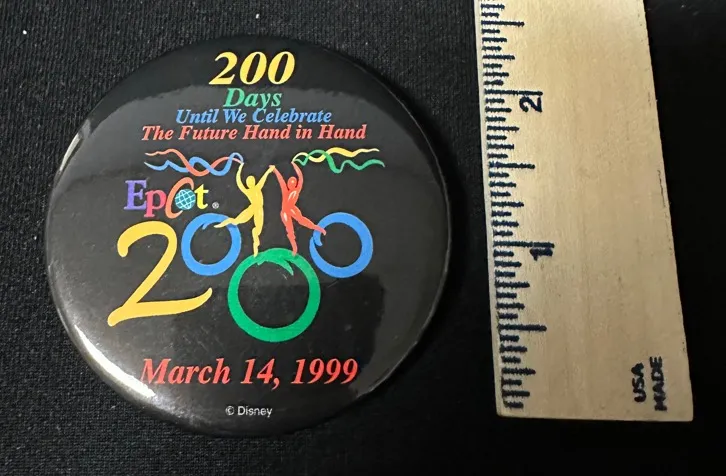 200
Days
Until We Celebrate
The Future Hand in Hand
Epcot®
2000
March 14, 1999
© Disney
2
1
USA
MADE